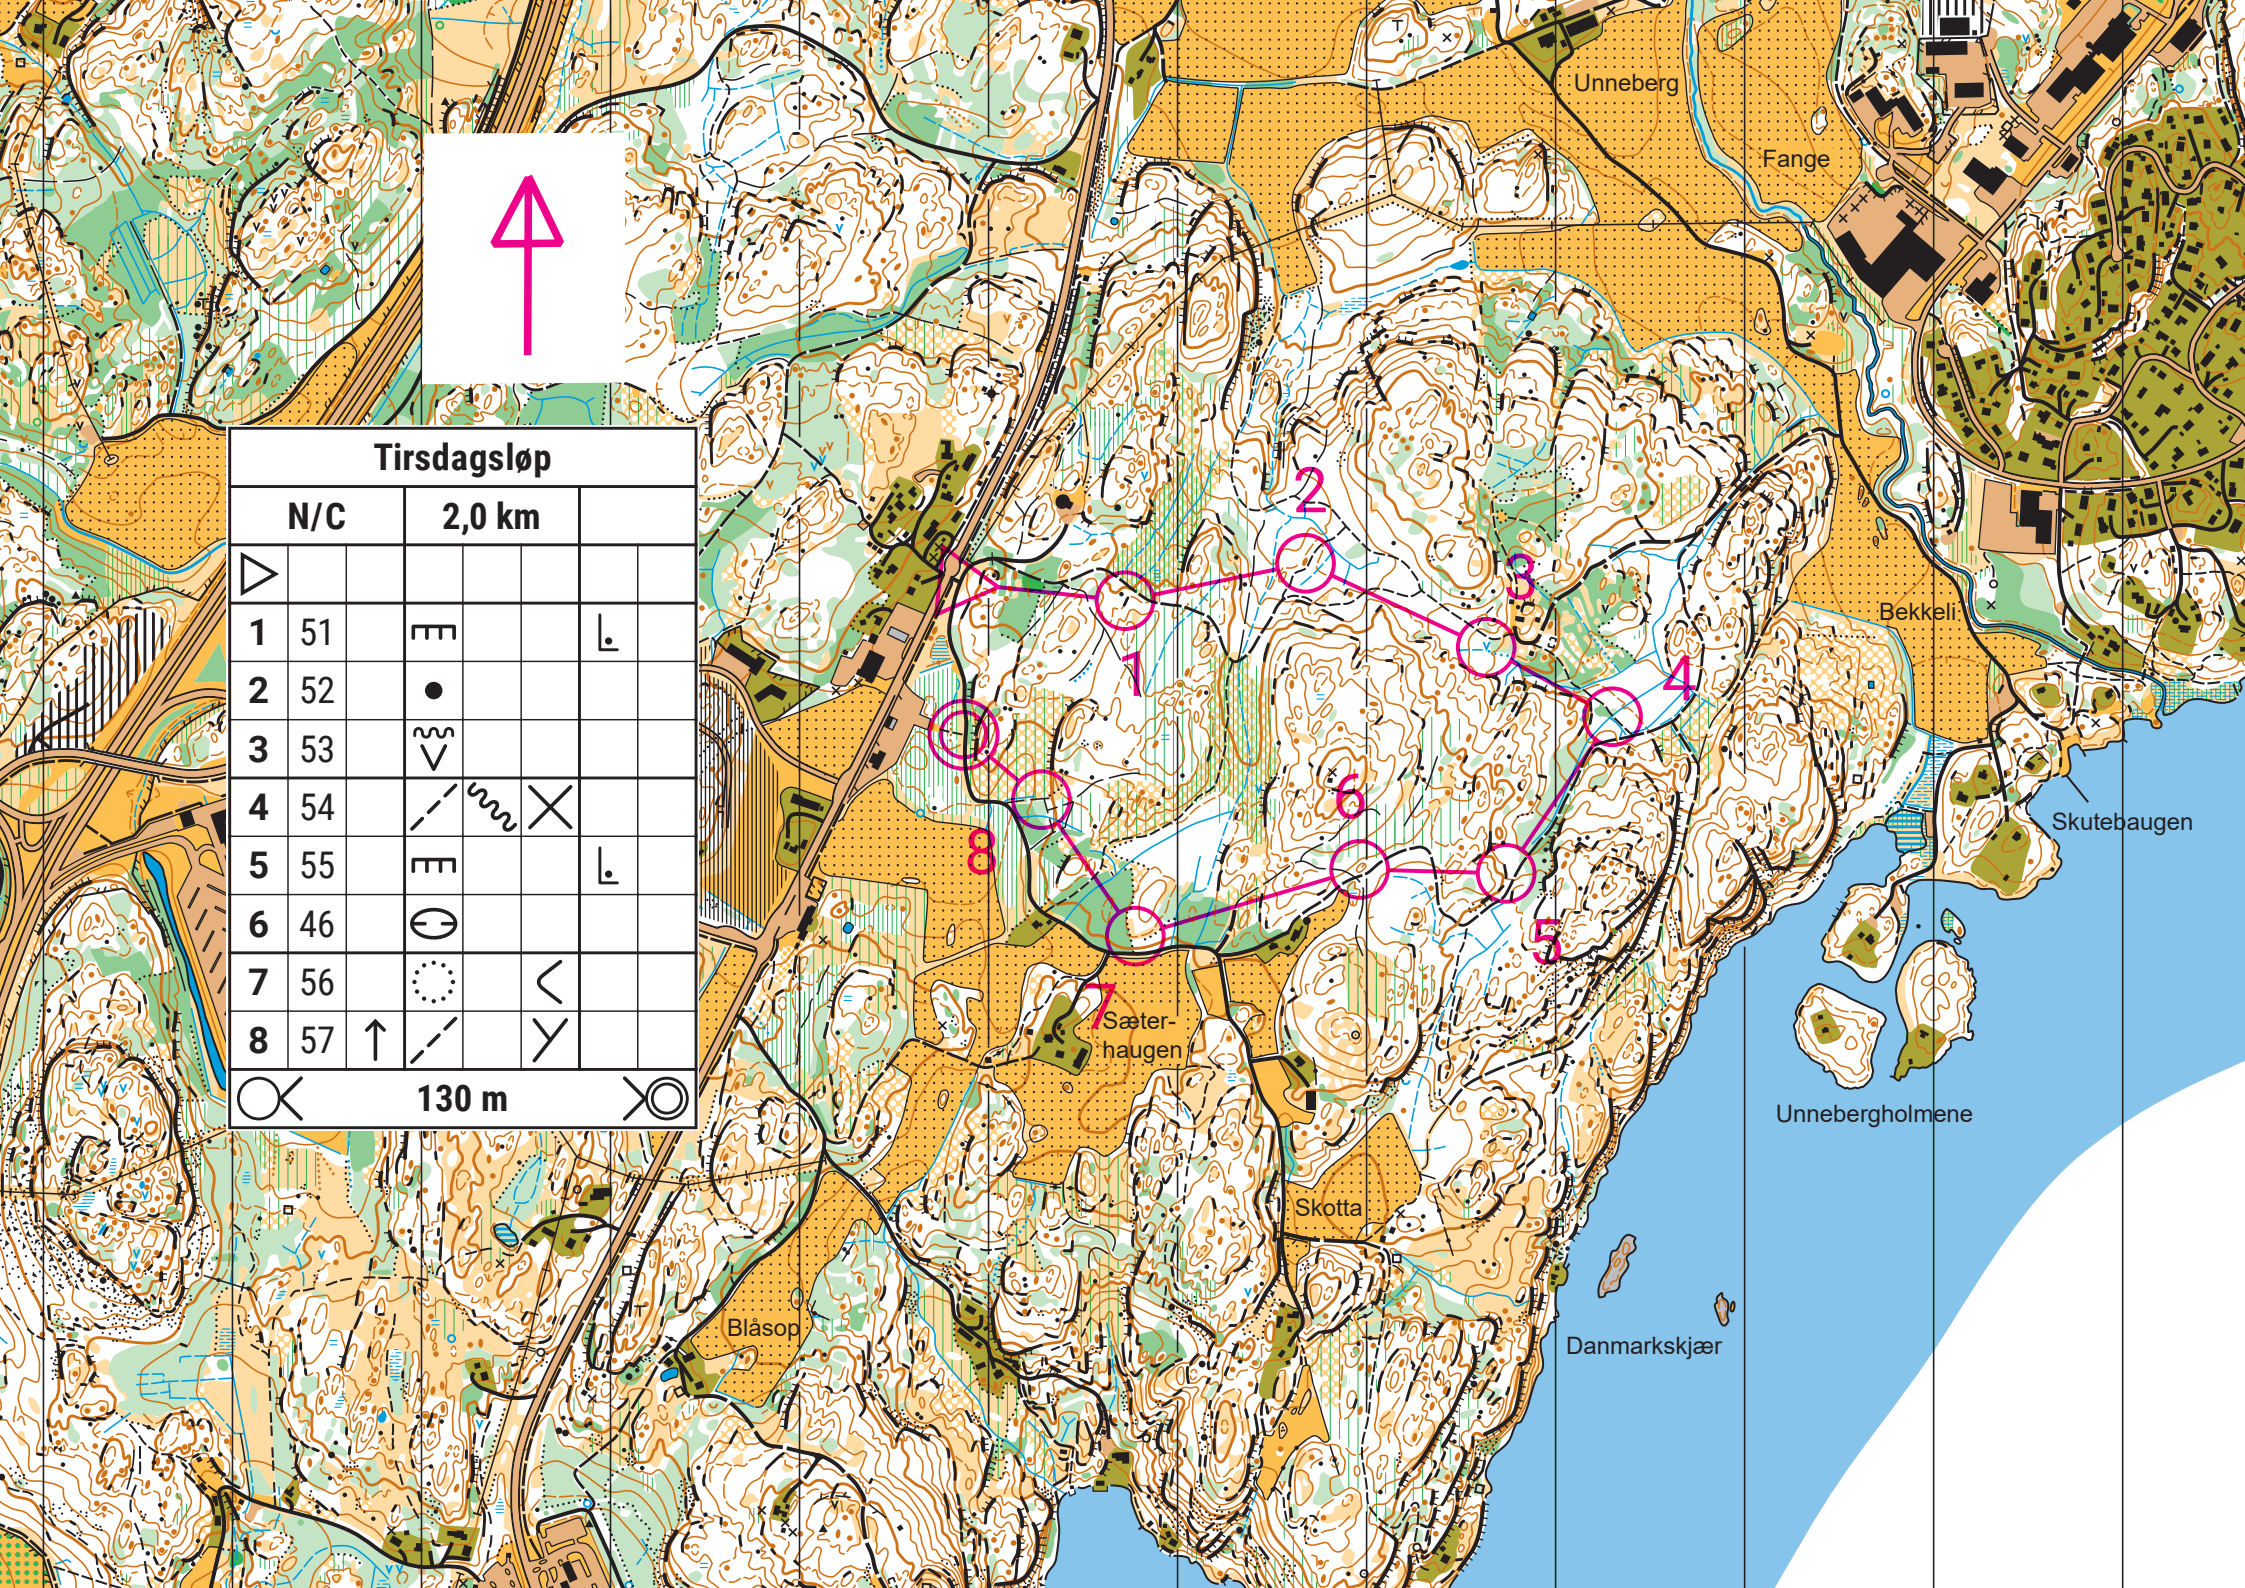 Unneberg
Fange
Tirsdagsløp
N/C 2,0 km
1 51
2 52
3 53
4 54
5 55
6 46
7 56
8 57
130 m
2
3
1
4
6
8
5
7
Bekkeli
Skutebaugen
Sæter-
haugen
Unnebergholmene
Skotta
Blåsop
Danmarkskjær